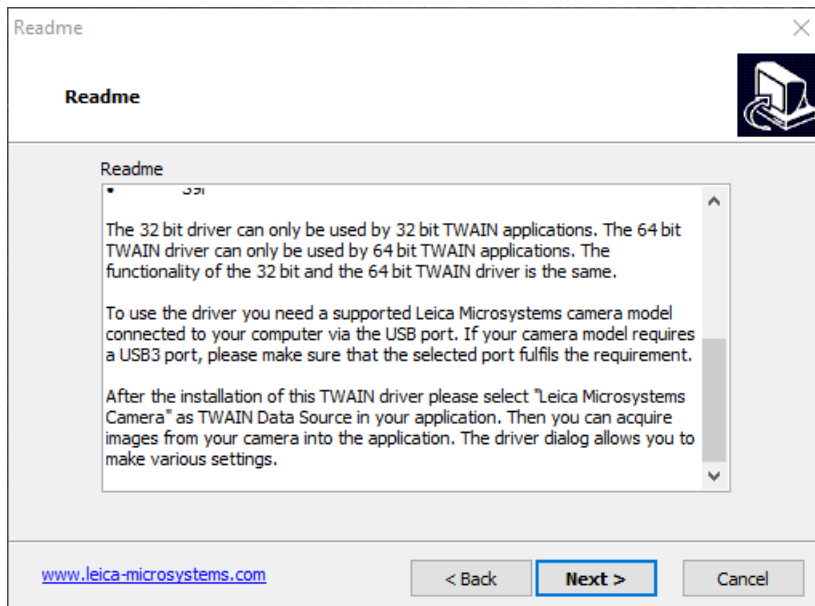 Readme
Readme
Readme
The 32 bit driver can only be used by 32 bit TWAIN applications. The 64 bit
TWAIN driver can only be used by 64 bit TWAIN applications. The
functionality of the 32 bit and the 64 bit TWAIN driver is the same.
To use the driver you need a supported Leica Microsystems camera model
connected to your computer via the USB port. If your camera model requires
a USB3 port, please make sure that the selected port fulfils the requirement.
After the installation of this TWAIN driver please select "Leica Microsystems
Camera" as TWAIN Data Source in your application. Then you can acquire
images from your camera into the application. The driver dialog allows you to
make various settings.
www.leica-microsystems.com
< Back
Next >
Cancel